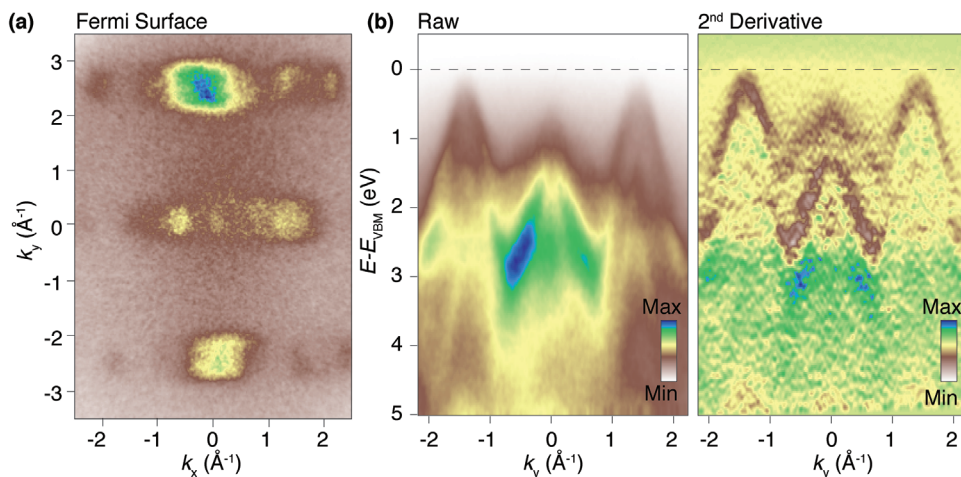 (a) Fermi Surface
3
2
1
0
-1
-2
-3
k_y (Å⁻¹)
-2 -1 0 1 2
k_x (Å⁻¹)
(b) Raw
0
1
2
3
4
5
E-E_VBM (eV)
Max
Min
-2 -1 0 1 2
k_y (Å⁻¹)
2nd Derivative
Max
Min
-2 -1 0 1 2
k_y (Å⁻¹)